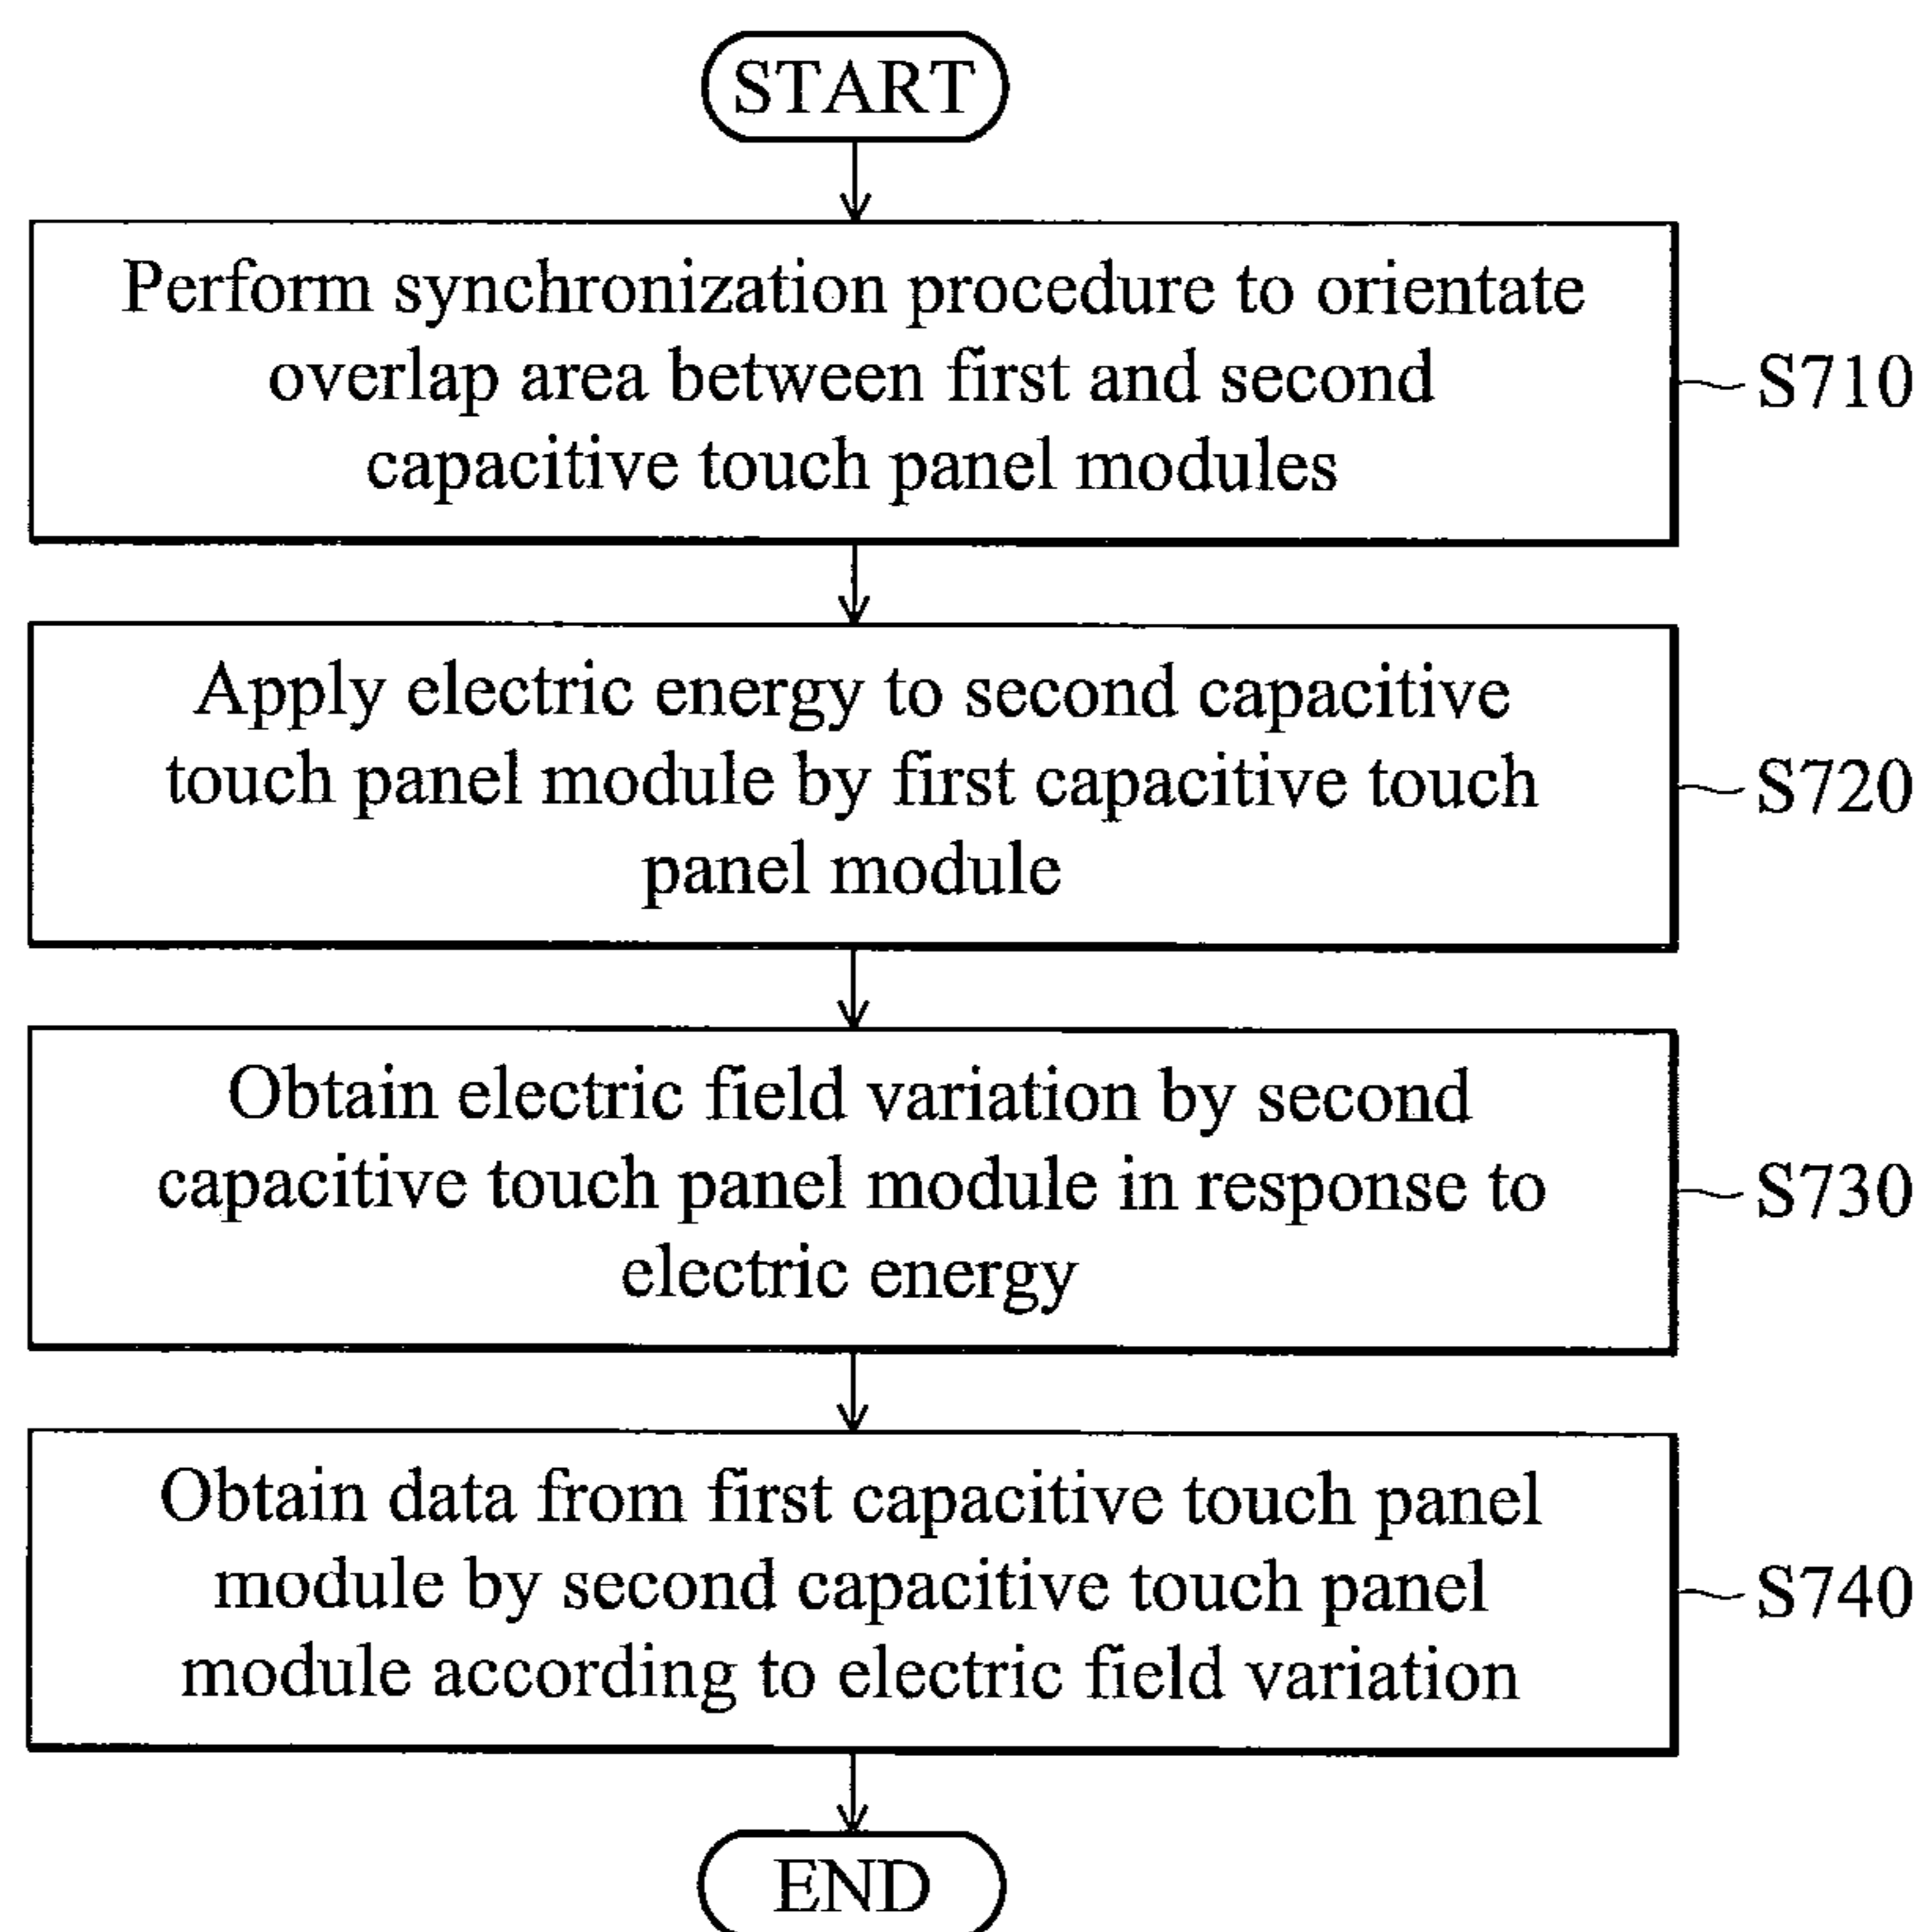 START
Perform synchronization procedure to orientate
overlap area between first and second
capacitive touch panel modules
S710
Apply electric energy to second capacitive
touch panel module by first capacitive touch
panel module
S720
Obtain electric field variation by second
capacitive touch panel module in response to
electric energy
S730
Obtain data from first capacitive touch panel
module by second capacitive touch panel
module according to electric field variation
S740
END